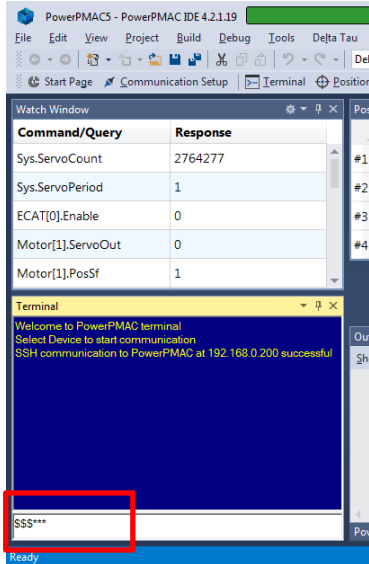 PowerPMAC5 - PowerPMAC IDE 4.2.1.19
File Edit View Project Build Debug Tools Delta Tau
Start Page Communication Setup Terminal Position
Watch Window
Command/Query Response
Sys.ServoCount 2764277
#1
Sys.ServoPeriod 1
#2
ECAT[0].Enable 0
#3
Motor[1].ServoOut 0
#4
Motor[1].PosSf 1
Terminal
Welcome to PowerPMAC terminal
Select Device to start communication
SSH communication to PowerPMAC at 192.168.0.200 successful
$$$***
Ready